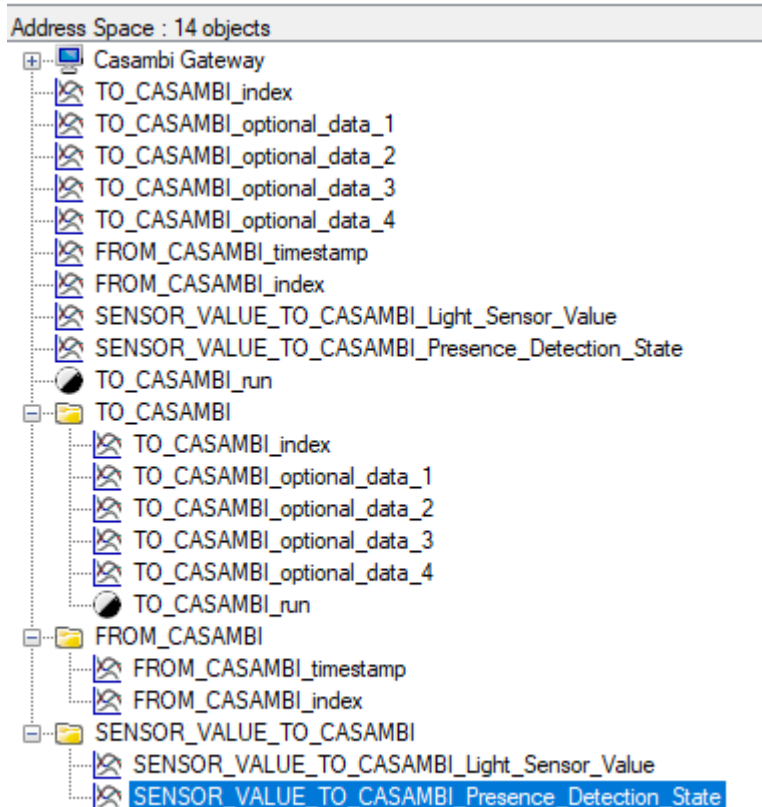 Address Space : 14 objects
Casambi Gateway
TO_CASAMBI_index
TO_CASAMBI_optional_data_1
TO_CASAMBI_optional_data_2
TO_CASAMBI_optional_data_3
TO_CASAMBI_optional_data_4
FROM_CASAMBI_timestamp
FROM_CASAMBI_index
SENSOR_VALUE_TO_CASAMBI_Light_Sensor_Value
SENSOR_VALUE_TO_CASAMBI_Presence_Detection_State
TO_CASAMBI_run
TO_CASAMBI
TO_CASAMBI_index
TO_CASAMBI_optional_data_1
TO_CASAMBI_optional_data_2
TO_CASAMBI_optional_data_3
TO_CASAMBI_optional_data_4
TO_CASAMBI_run
FROM_CASAMBI
FROM_CASAMBI_timestamp
FROM_CASAMBI_index
SENSOR_VALUE_TO_CASAMBI
SENSOR_VALUE_TO_CASAMBI_Light_Sensor_Value
SENSOR_VALUE_TO_CASAMBI_Presence_Detection_State